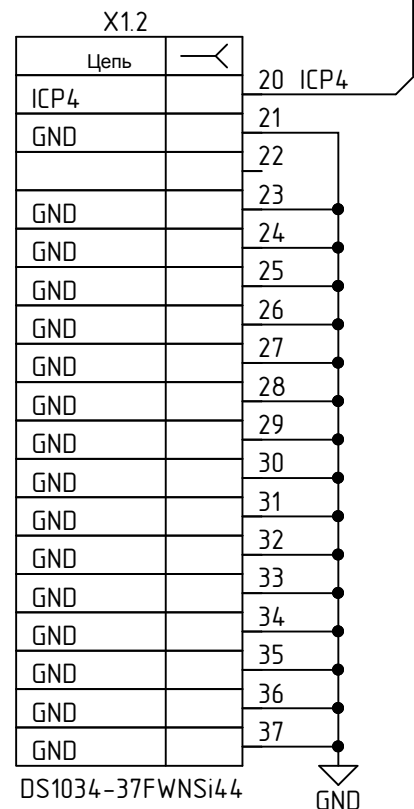 X1.2
Цепь
20 ICP4
ICP4
21
GND
22
23
GND
24
GND
25
GND
26
GND
27
GND
28
GND
29
GND
30
GND
31
GND
32
GND
33
GND
34
GND
35
GND
36
GND
37
GND
DS1034-37FWNSi44
GND